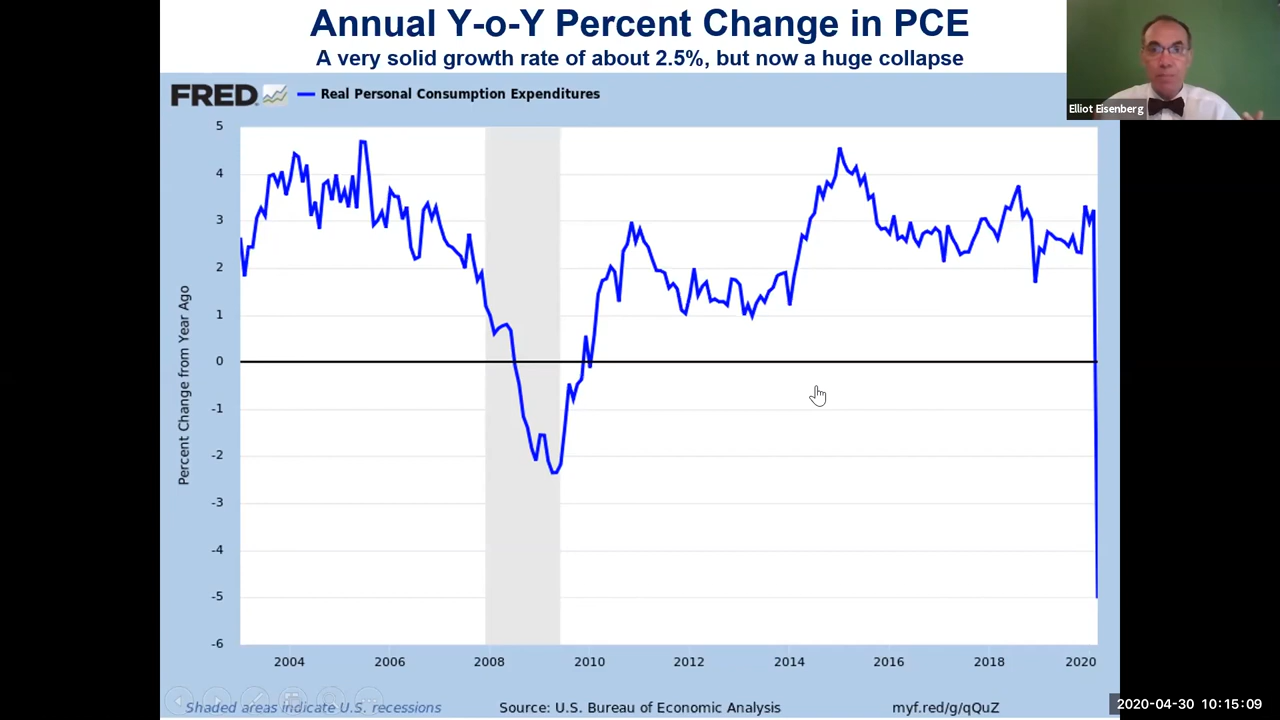 Annual Y-o-Y Percent Change in PCE
A very solid growth rate of about 2.5%, but now a huge collapse
Elliot Eisenberg
FRED
Real Personal Consumption Expenditures
Percent Change from Year Ago
5
4
3
2
1
0
-1
-2
-3
-4
-5
-6
2004 2006 2008 2010 2012 2014 2016 2018 2020
Shaded areas indicate U.S. recessions
Source: U.S. Bureau of Economic Analysis
myf.red/g/qQuZ
2020-04-30 10:15:09